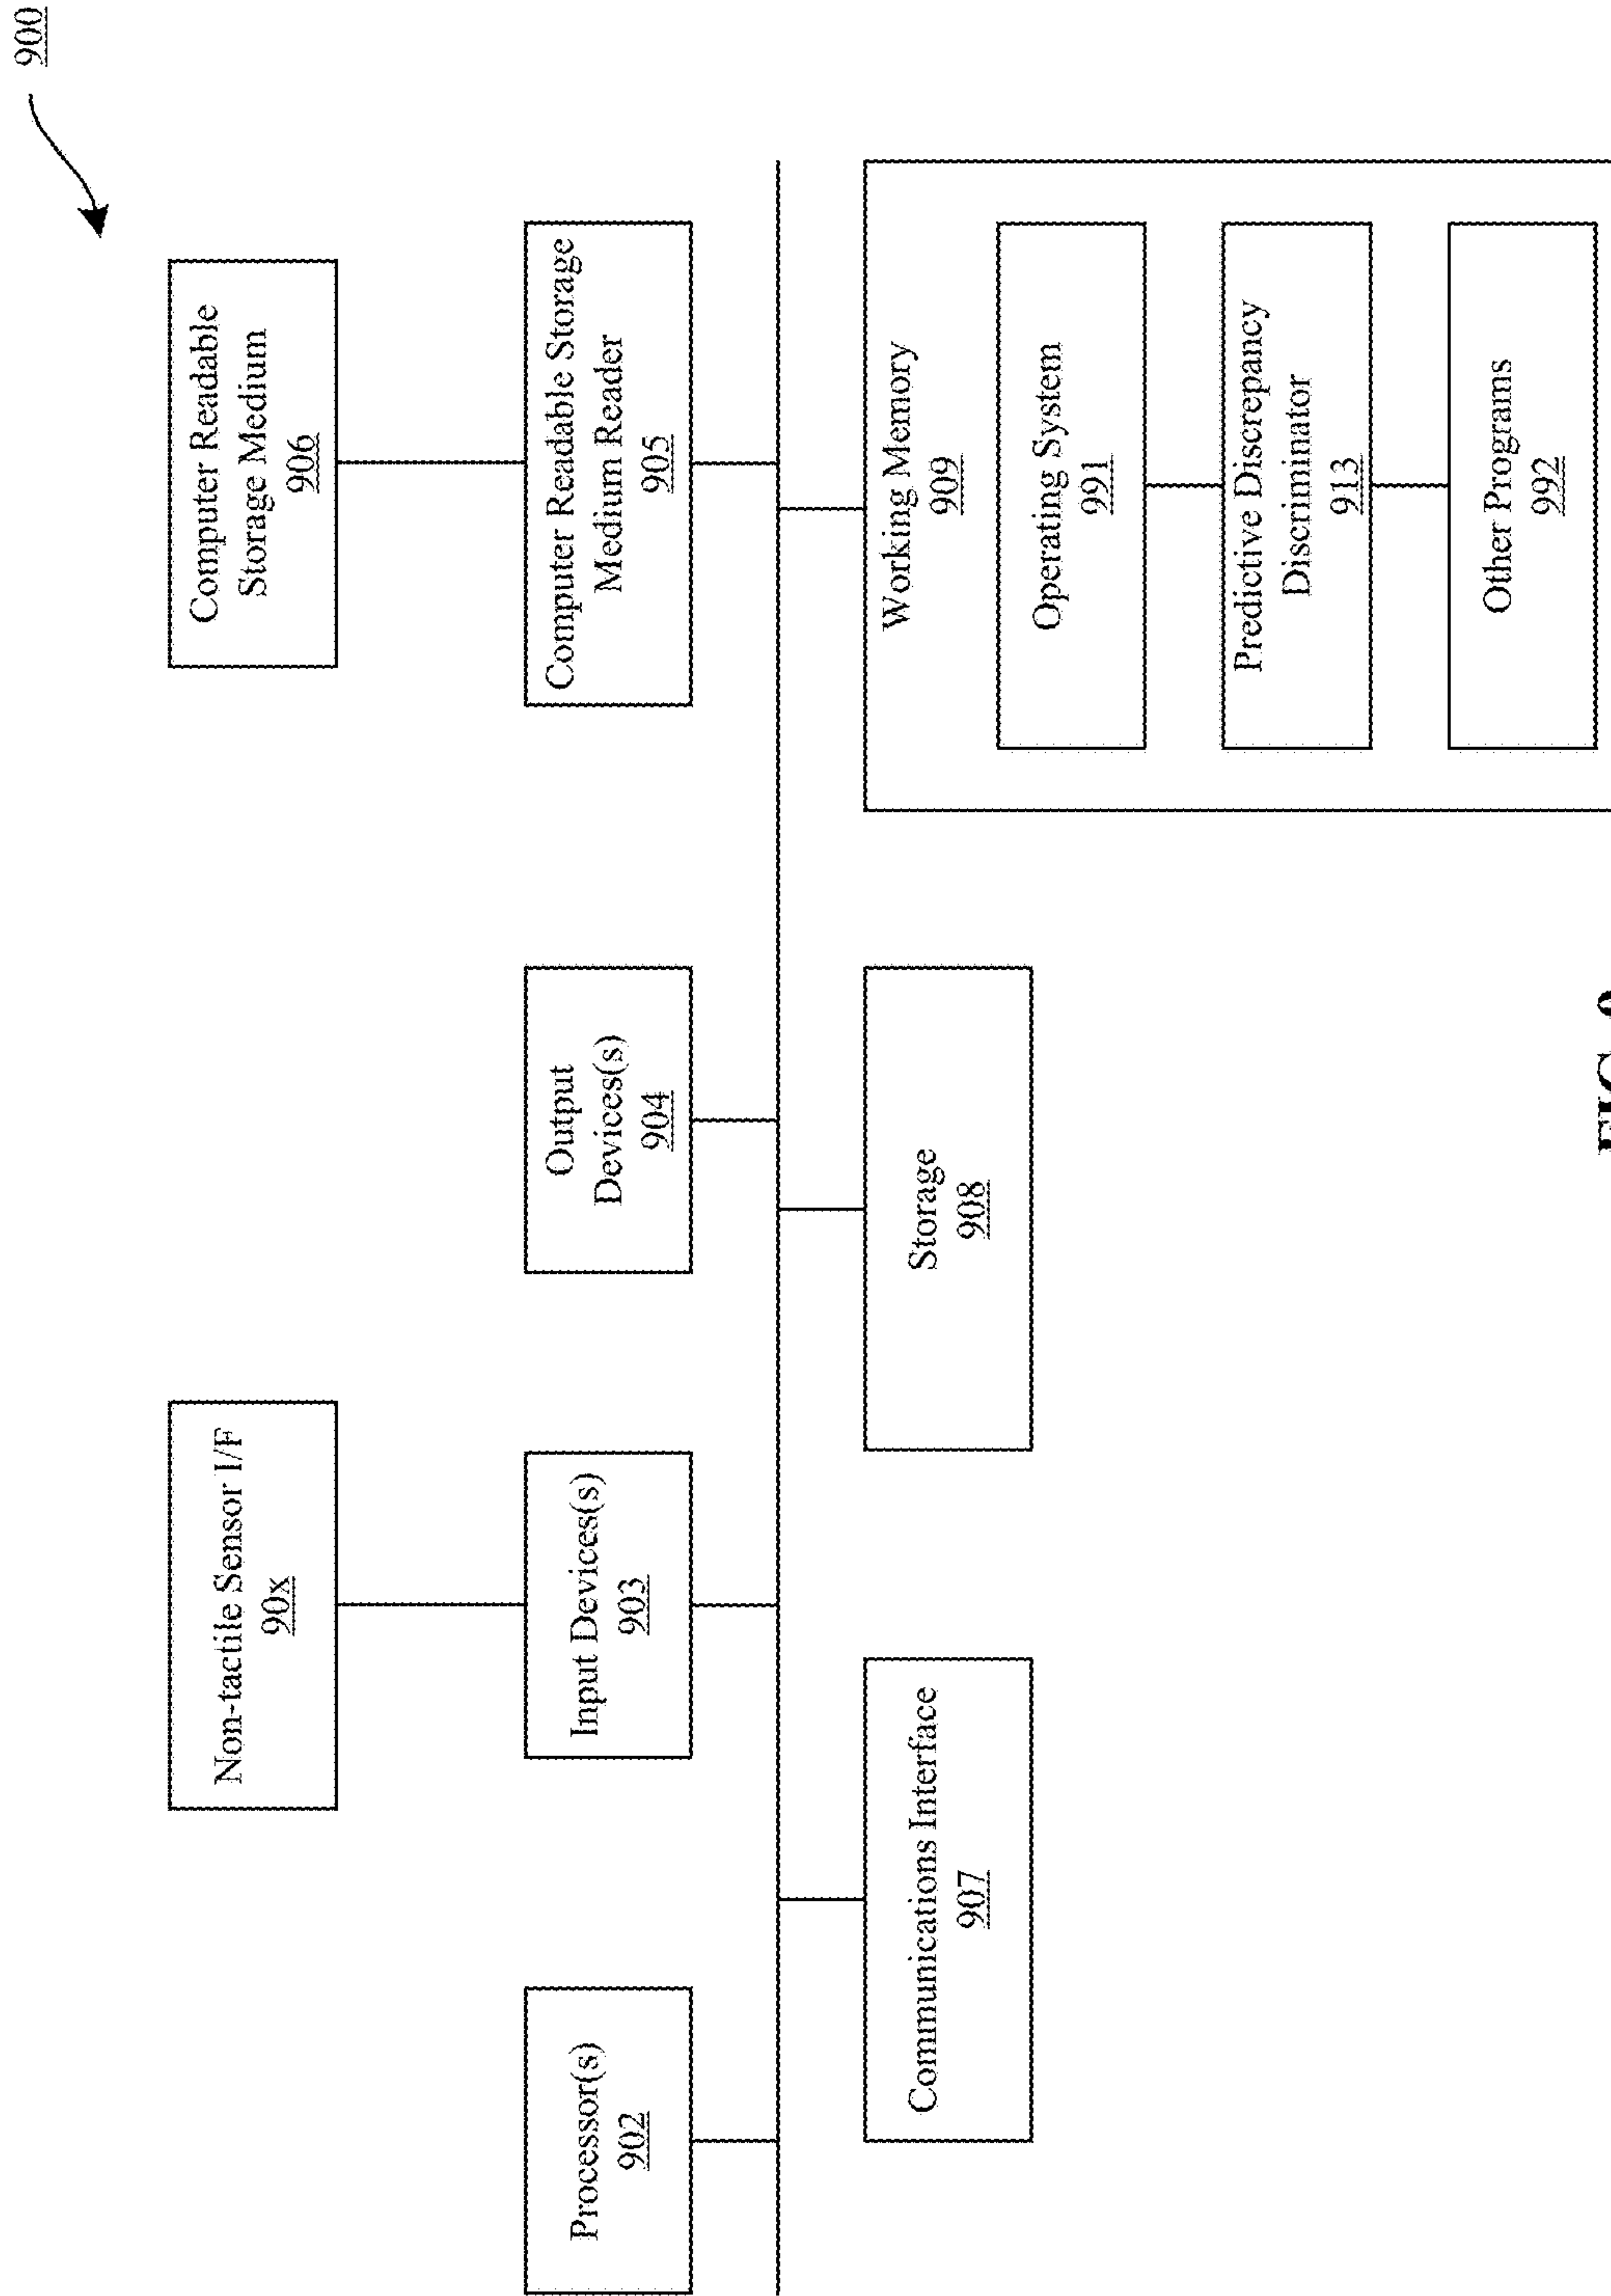 900
Non-tactile Sensor I/F
90x
Computer Readable
Storage Medium
906
Processor(s)
902
Input Devices(s)
903
Output
Devices(s)
904
Computer Readable Storage
Medium Reader
905
Communications Interface
907
Storage
908
Working Memory
909
Operating System
991
Predictive Discrepancy
Discriminator
913
Other Programs
992